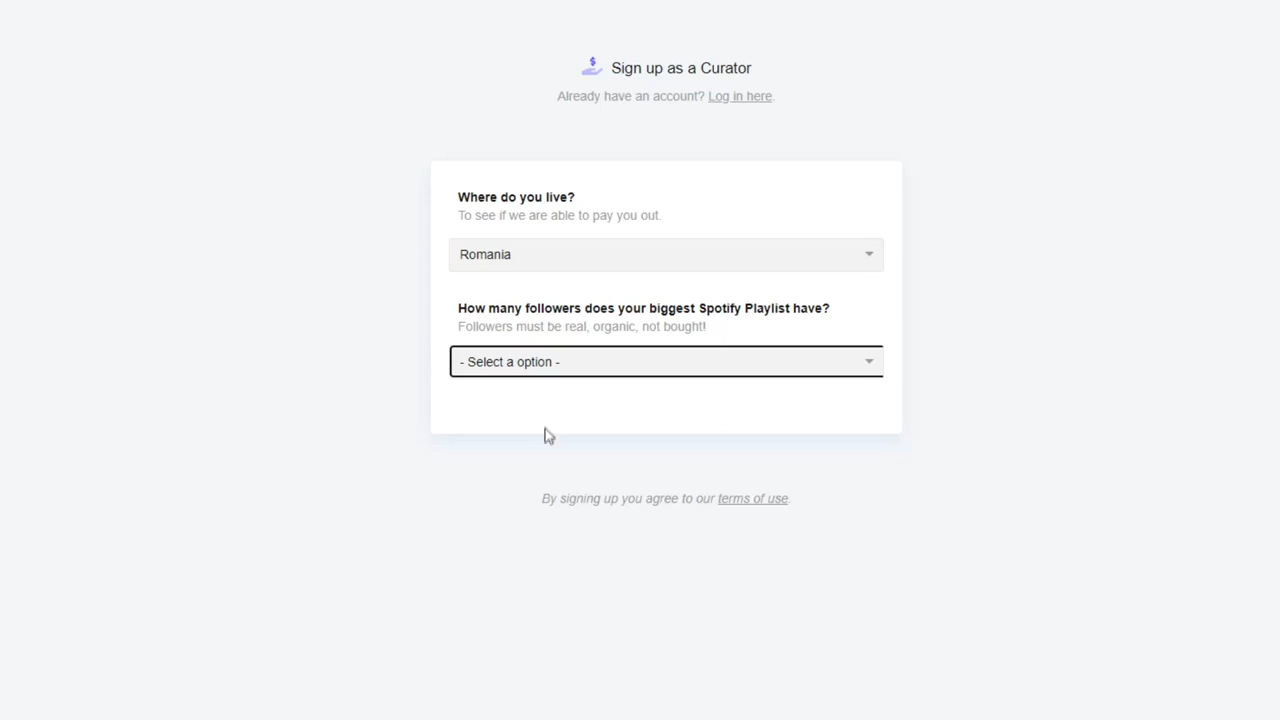 Sign up as a Curator
Already have an account? Log in here.
Where do you live?
To see if we are able to pay you out.
Romania
How many followers does your biggest Spotify Playlist have?
Followers must be real, organic, not bought!
- Select a option -
By signing up you agree to our terms of use.